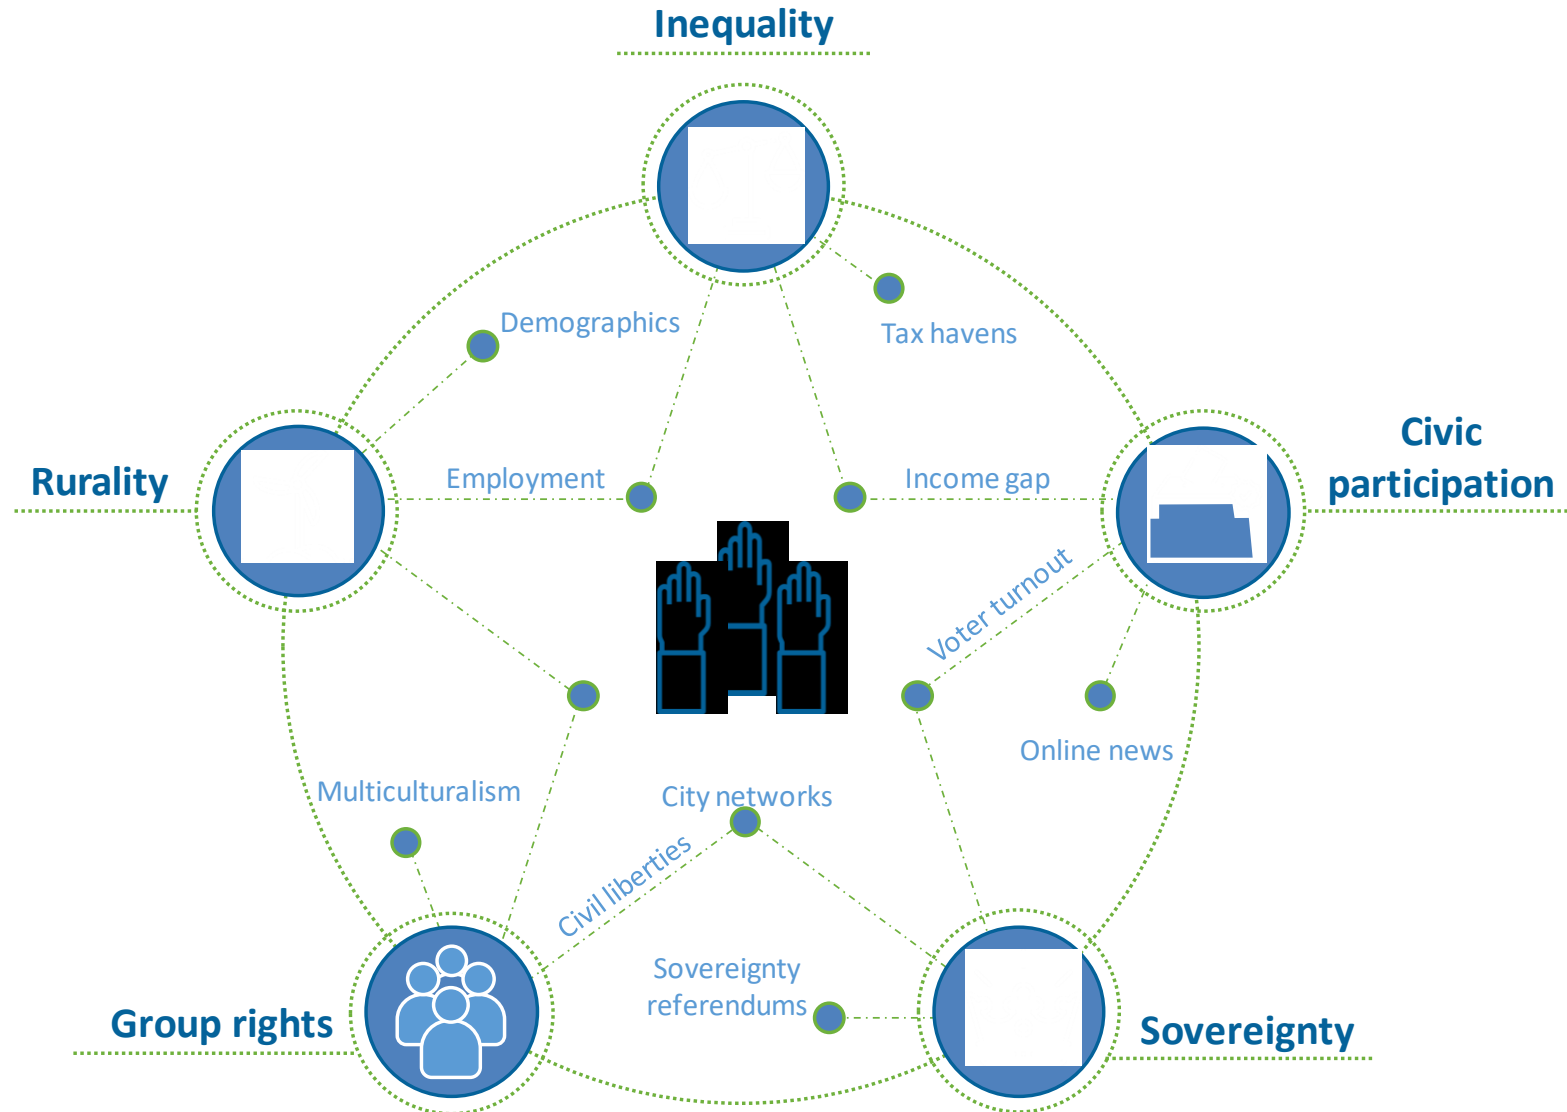 Inequality
Demographics
Tax havens
Civic
participation
Rurality
Employment
Income gap
Voter turnout
Online news
Multiculturalism
City networks
Civil liberties
Sovereignty
referendums
Group rights
Sovereignty